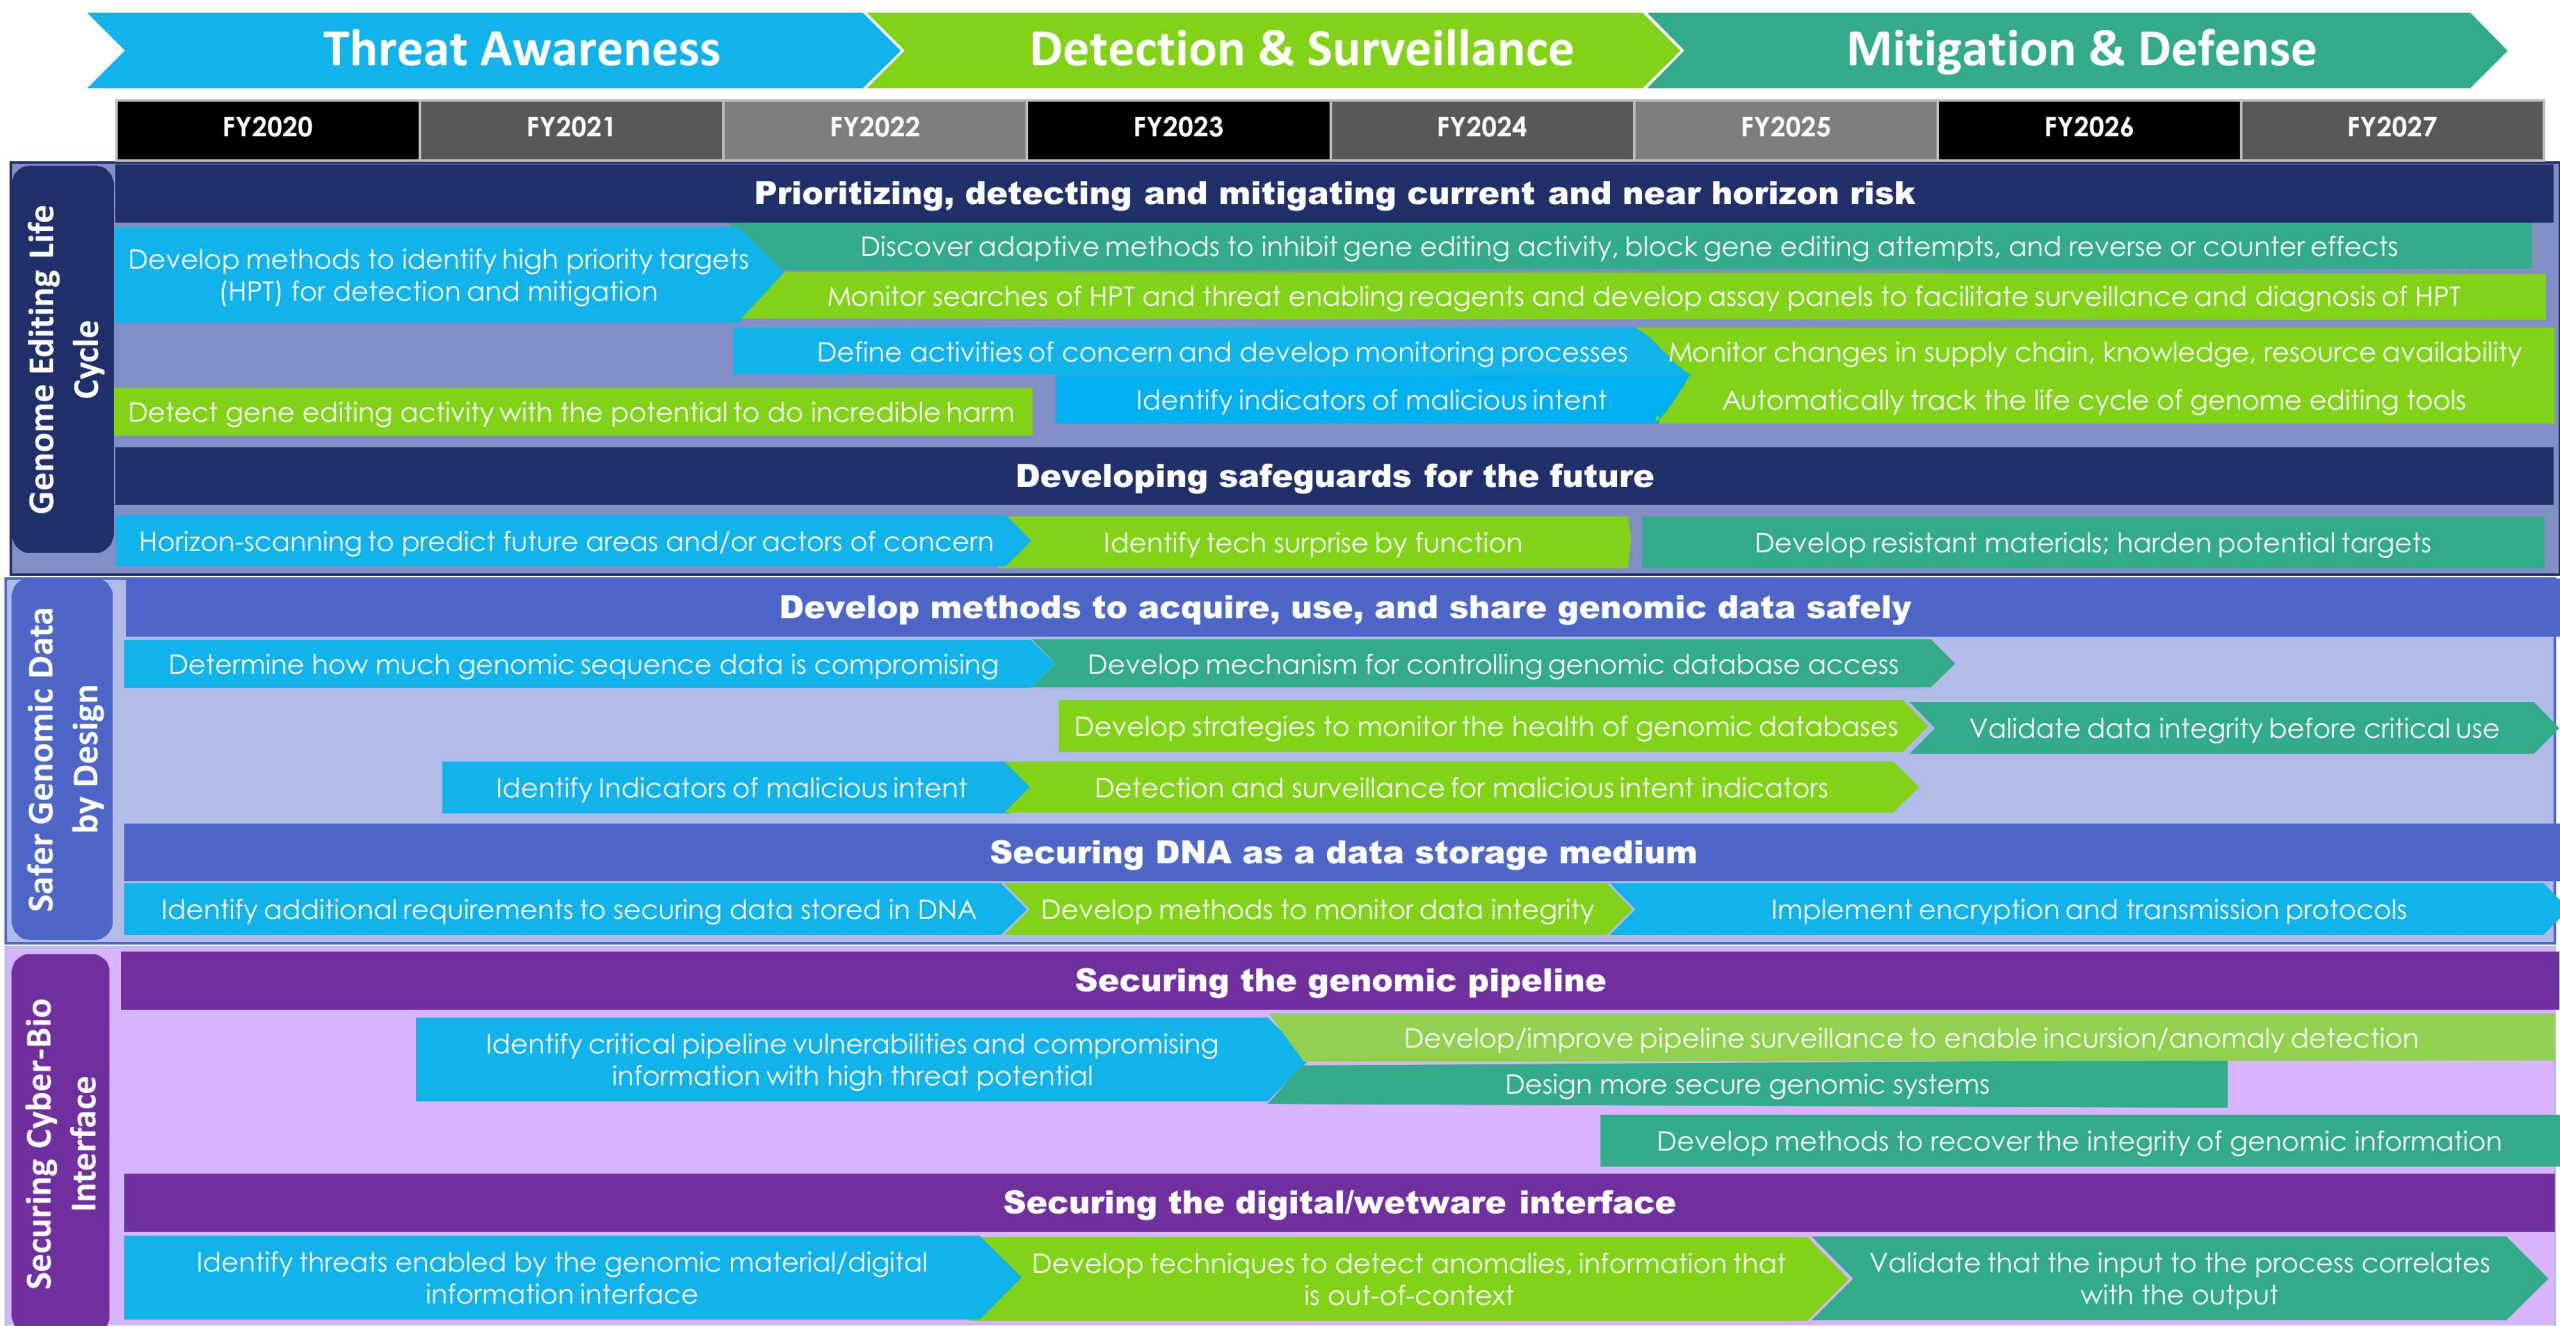 Threat Awareness
Detection & Surveillance
Mitigation & Defense
FY2020
FY2021
FY2022
FY2023
FY2024
FY2025
FY2026
FY2027
Genome Editing Life
Cycle
Prioritizing, detecting and mitigating current and near horizon risk
Develop methods to identify high priority targets
(HPT) for detection and mitigation
Discover adaptive methods to inhibit gene editing activity, block gene editing attempts, and reverse or counter effects
Monitor searches of HPT and threat enabling reagents and develop assay panels to facilitate surveillance and diagnosis of HPT
Define activities of concern and develop monitoring processes
Monitor changes in supply chain, knowledge, resource availability
Detect gene editing activity with the potential to do incredible harm
Identify indicators of malicious intent
Automatically track the life cycle of genome editing tools
Developing safeguards for the future
Horizon-scanning to predict future areas and/or actors of concern
Identify tech surprise by function
Develop resistant materials; harden potential targets
Safer Genomic Data
by Design
Develop methods to acquire, use, and share genomic data safely
Determine how much genomic sequence data is compromising
Develop mechanism for controlling genomic database access
Develop strategies to monitor the health of genomic databases
Validate data integrity before critical use
Identify Indicators of malicious intent
Detection and surveillance for malicious intent indicators
Securing DNA as a data storage medium
Identify additional requirements to securing data stored in DNA
Develop methods to monitor data integrity
Implement encryption and transmission protocols
Securing Cyber-Bio
Interface
Securing the genomic pipeline
Identify critical pipeline vulnerabilities and compromising
information with high threat potential
Develop/improve pipeline surveillance to enable incursion/anomaly detection
Design more secure genomic systems
Develop methods to recover the integrity of genomic information
Securing the digital/wetware interface
Identify threats enabled by the genomic material/digital
information interface
Develop techniques to detect anomalies, information that
is out-of-context
Validate that the input to the process correlates
with the output